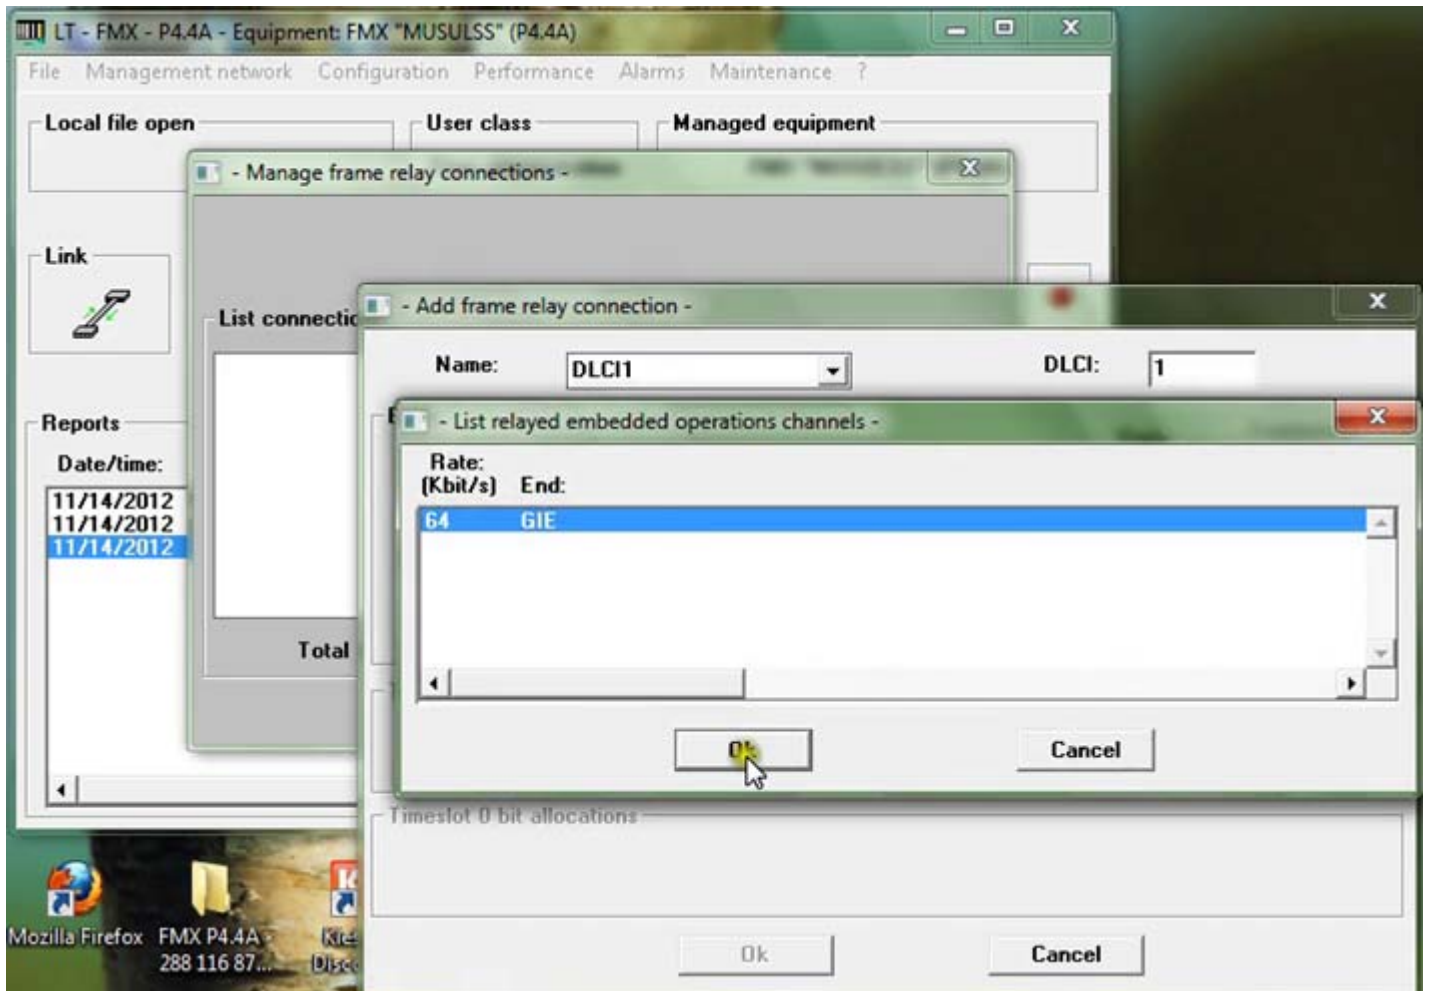 LT - FMX - P4.4A - Equipment: FMX "MUSULSS" (P4.4A)
File Management network Configuration Performance Alarms Maintenance ?
Local file open
User class
Managed equipment
- Manage frame relay connections -
Link
List connectio
- Add frame relay connection -
Name: DLCI1 DLCI: 1
Reports
Date/time:
11/14/2012
11/14/2012
11/14/2012
- List relayed embedded operations channels -
Rate:
(Kbit/s) End:
64 GIE
Total
Ok Cancel
Timeslot 0 bit allocations
Ok Cancel
Mozilla Firefox
FMX P4.4A -
288 116 87...